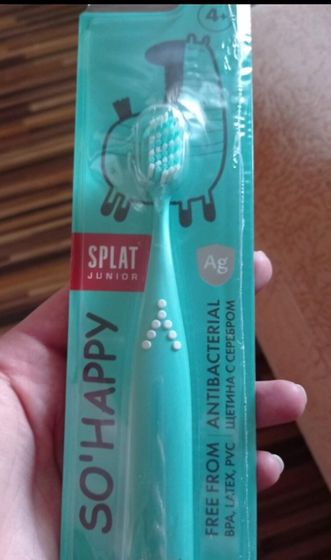 4+
SPLAT
JUNIOR
Ag
SO'HAPPY
FREE FROM
BPA, LATEX, PVC
ANTIBACTERIAL
ЩЕТИНА С СЕРЕБРОМ